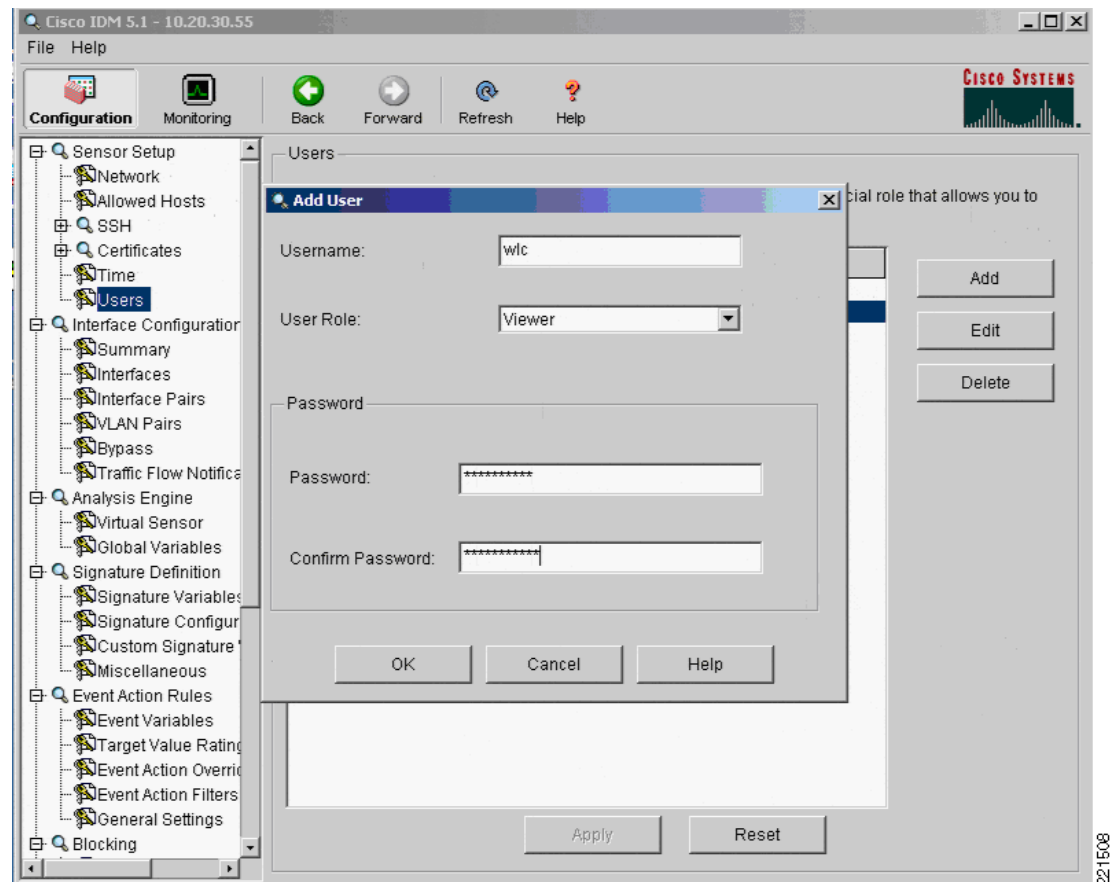 Cisco IDM 5.1 - 10.20.30.55
File Help
Configuration Monitoring Back Forward Refresh Help
CISCO SYSTEMS
Sensor Setup
Network
Allowed Hosts
SSH
Certificates
Time
Users
Interface Configuration
Summary
Interfaces
Interface Pairs
VLAN Pairs
Bypass
Traffic Flow Notifica
Analysis Engine
Virtual Sensor
Global Variables
Signature Definition
Signature Variables
Signature Configur
Custom Signature
Miscellaneous
Event Action Rules
Event Variables
Target Value Rating
Event Action Overrid
Event Action Filters
General Settings
Blocking
Users
cial role that allows you to
Add
Edit
Delete
Add User
Username: wlc
User Role: Viewer
Password
Password: **********
Confirm Password: ***********
OK Cancel Help
Apply Reset
221508